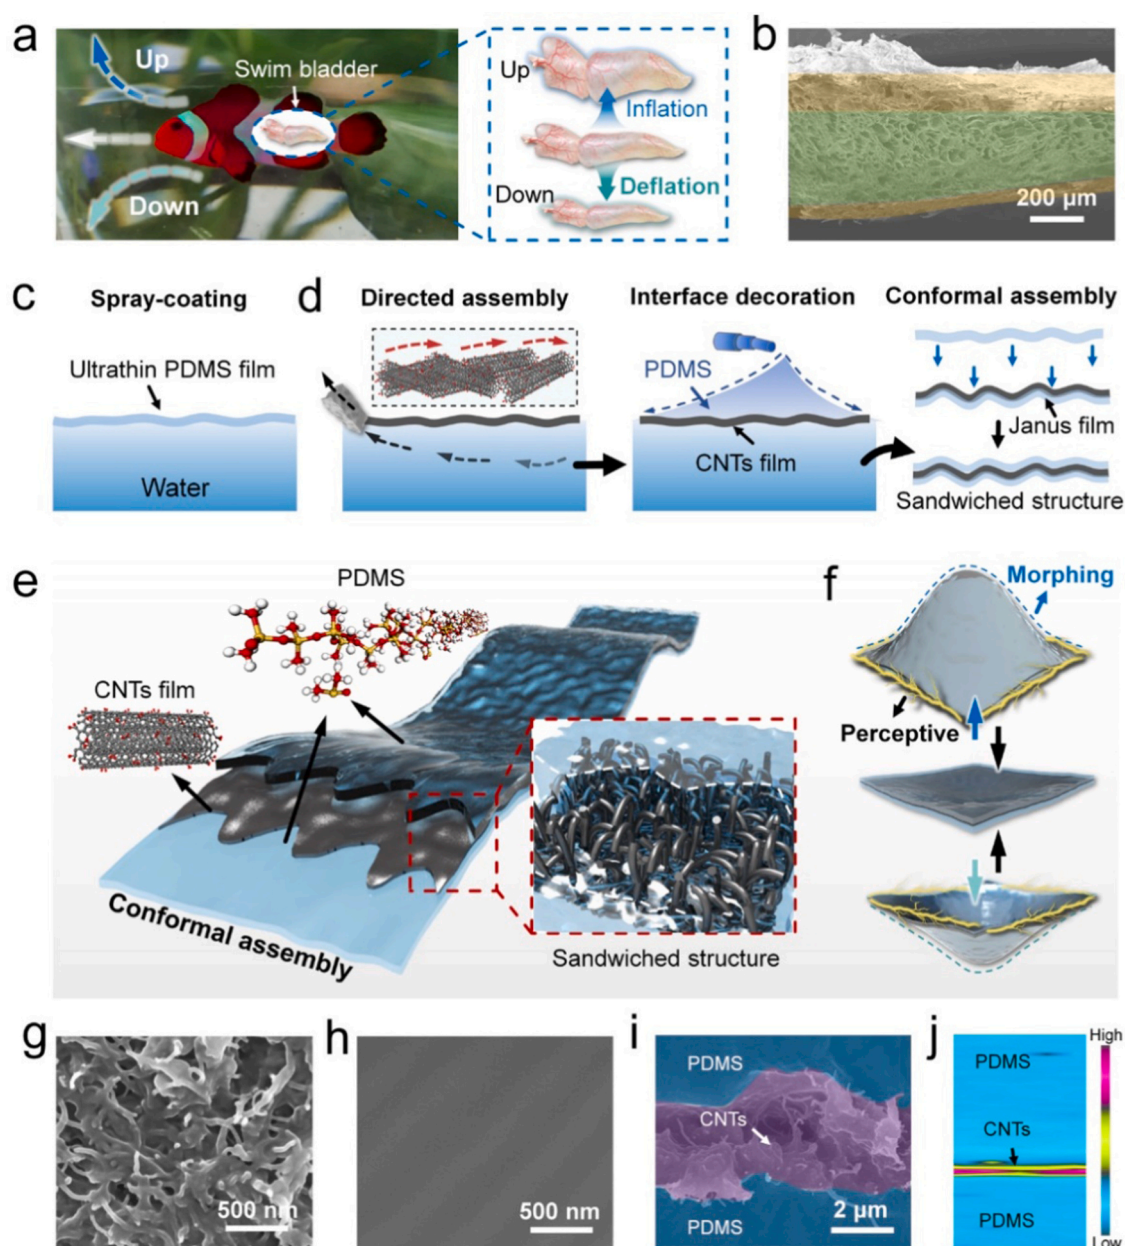 a
Up
Swim bladder
Down
Up
Inflation
Deflation
Down
b
200 μm
c
Spray-coating
Ultrathin PDMS film
Water
d
Directed assembly
Interface decoration
Conformal assembly
PDMS
CNTs film
Janus film
Sandwiched structure
e
PDMS
CNTs film
Conformal assembly
Sandwiched structure
f
Morphing
Perceptive
g
500 nm
h
500 nm
i
PDMS
CNTs
PDMS
2 μm
j
High
PDMS
CNTs
PDMS
Low